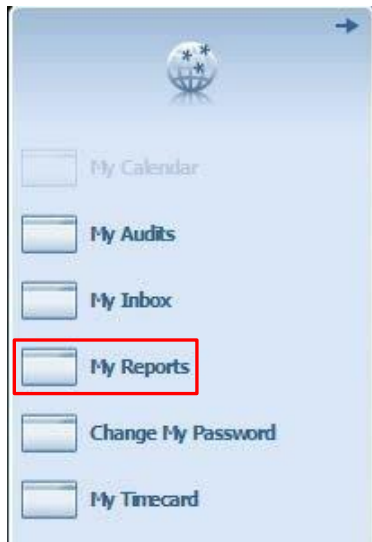 My Calendar
My Audits
My Inbox
My Reports
Change My Password
My Timecard